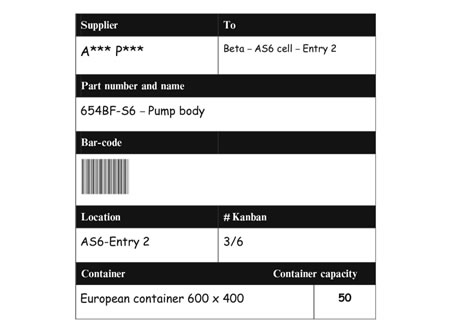 Supplier To
A*** P*** Beta – AS6 cell – Entry 2
Part number and name
654BF-S6 – Pump body
Bar-code
Location # Kanban
AS6-Entry 2 3/6
Container Container capacity
European container 600 x 400 50